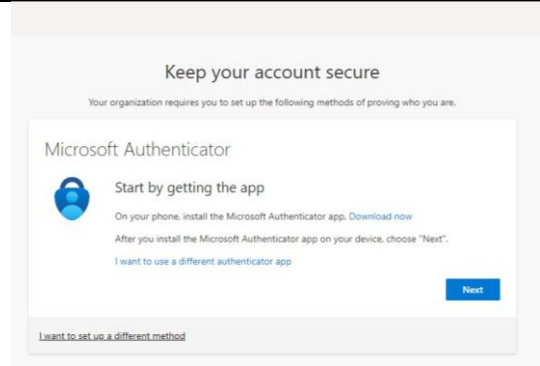 Keep your account secure
Your organization requires you to set up the following methods of proving who you are.
Microsoft Authenticator
Start by getting the app
On your phone, install the Microsoft Authenticator app. Download now
After you install the Microsoft Authenticator app on your device, choose "Next".
I want to use a different authenticator app
Next
I want to set up a different method